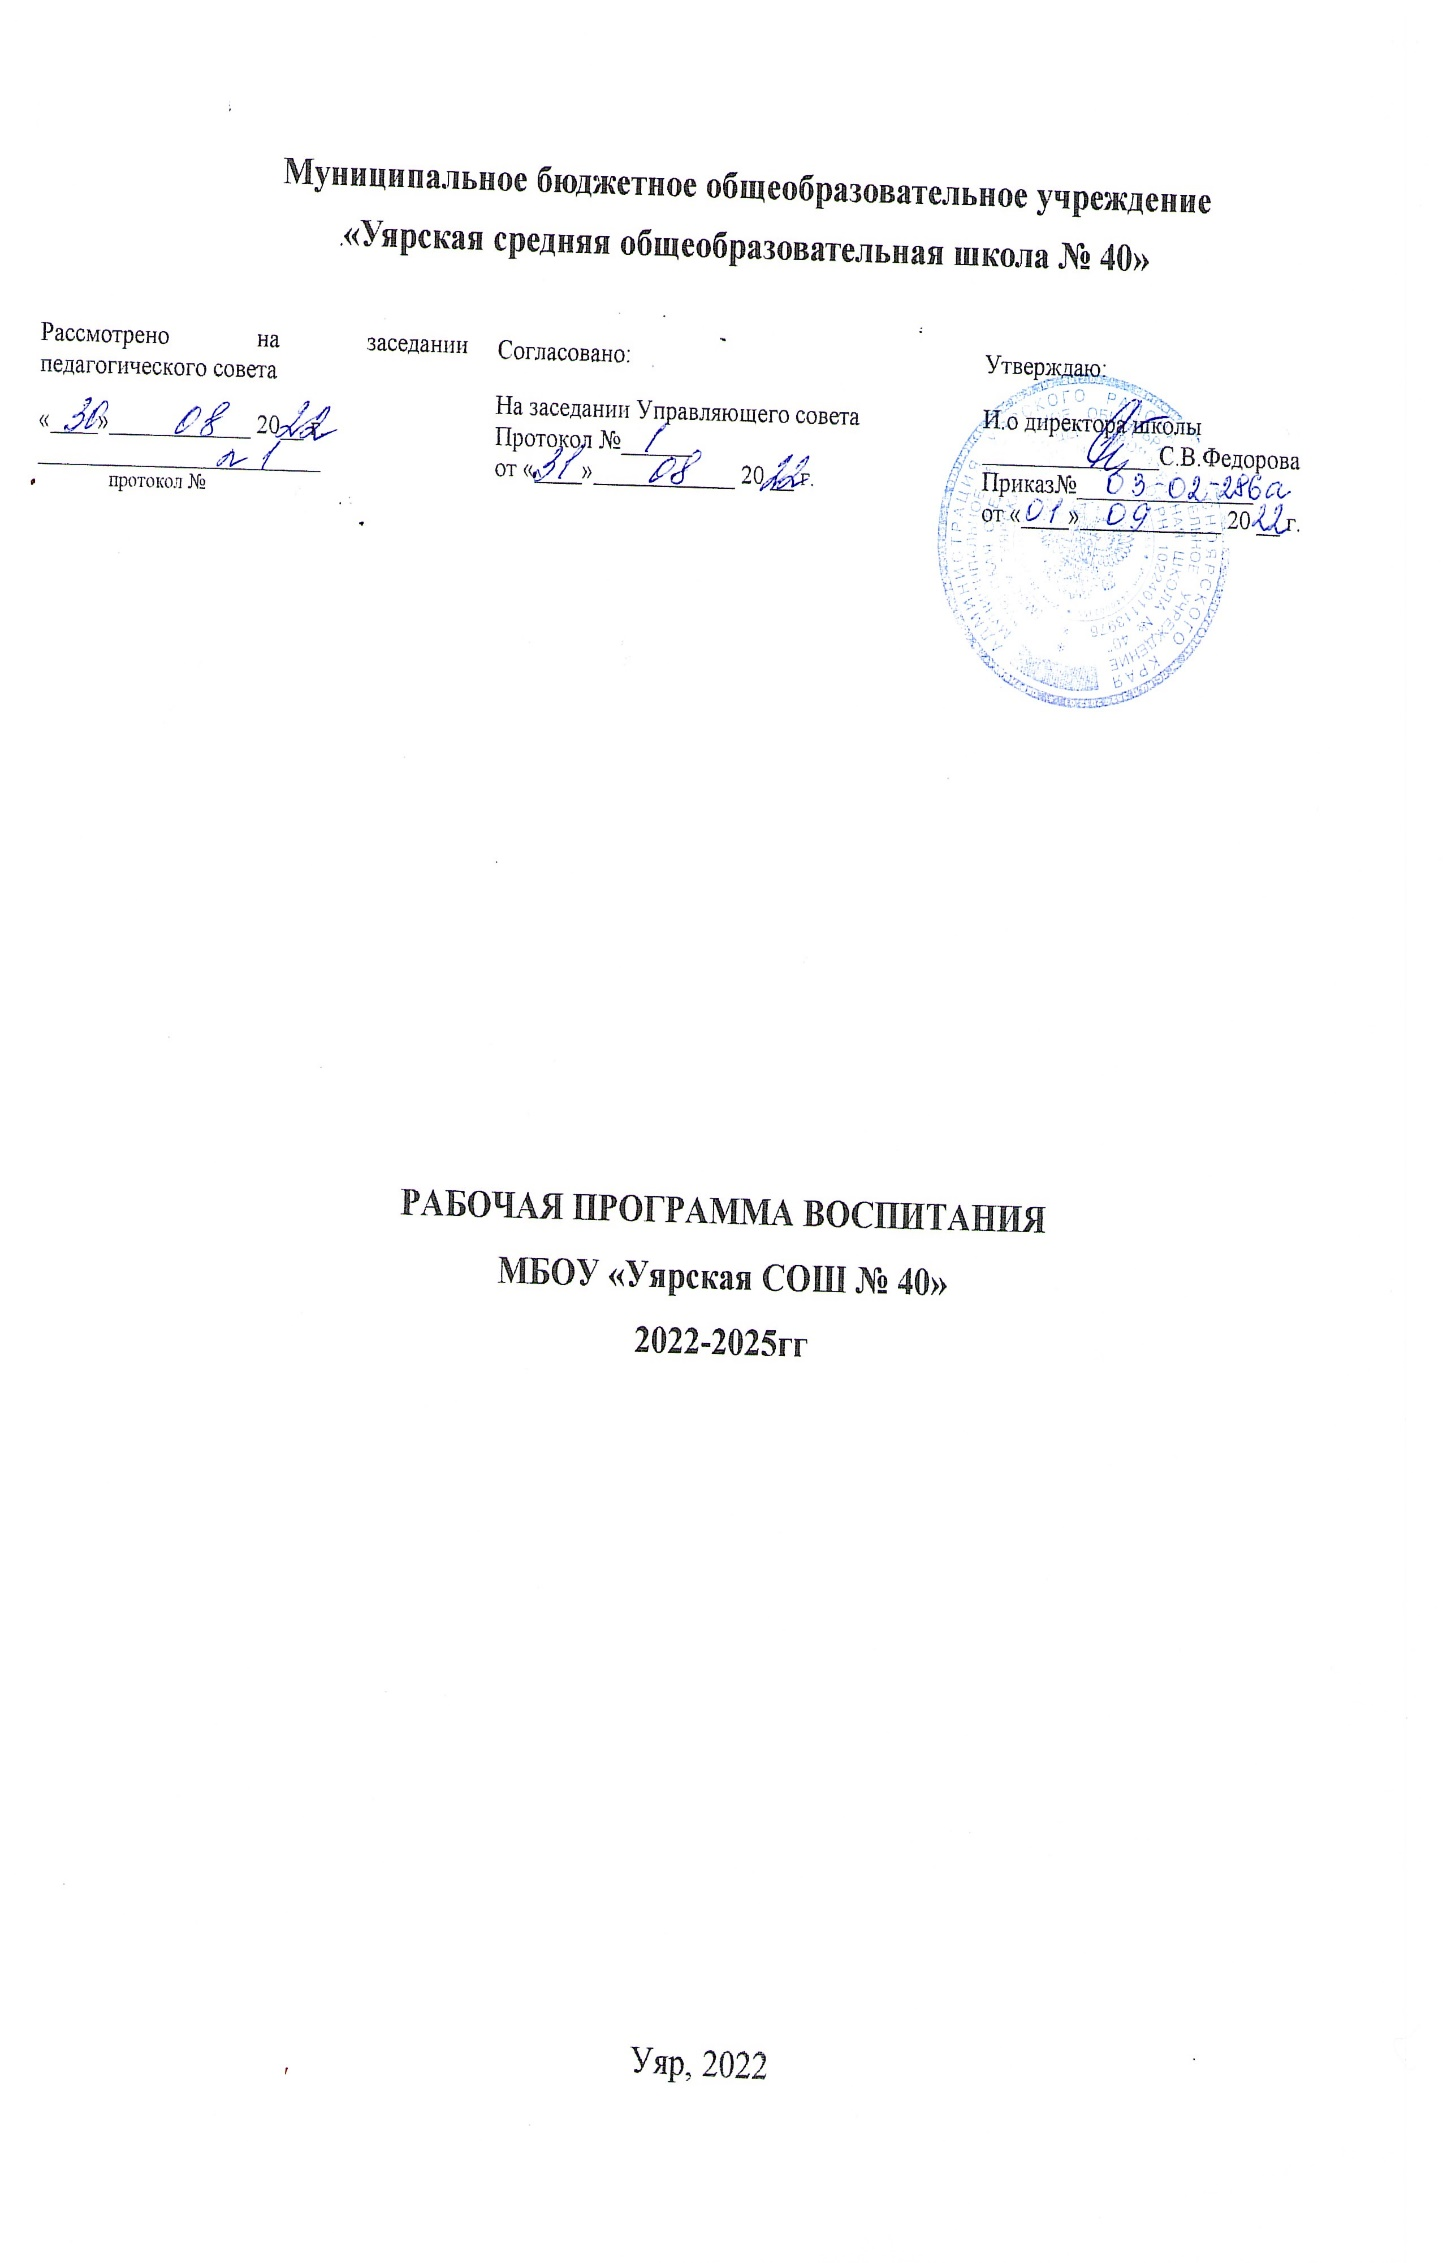 Муниципальное бюджетное общеобразовательное учреждение
«Уярская средняя общеобразовательная школа № 40»
Рассмотрено на заседании
педагогического совета
«30» 08 2022
1
протокол №
Согласовано:
На заседании Управляющего совета
Протокол № 1
от «31» 08 2022г.
Утверждаю:
И.о директора школы
С.В.Федорова
Приказ№ 03-02-286а
от «01» 09 2022г.
РАБОЧАЯ ПРОГРАММА ВОСПИТАНИЯ
МБОУ «Уярская СОШ № 40»
2022-2025гг
Уяр, 2022